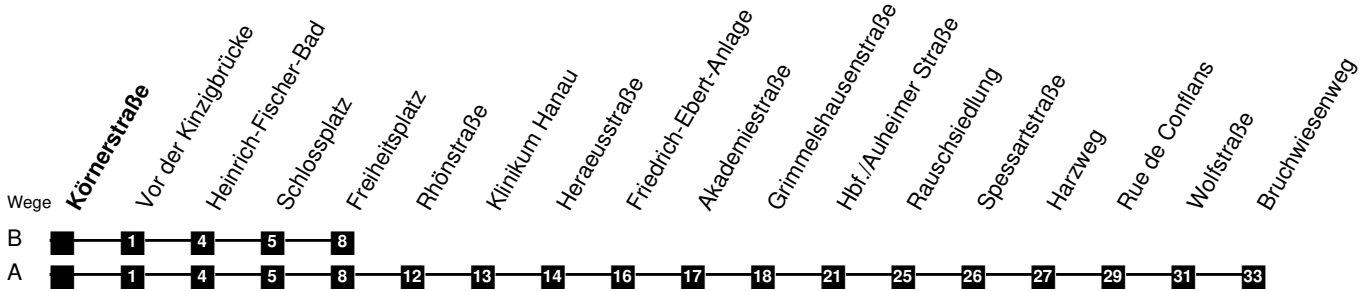 Körnerstraße
Vor der Kinzigbrücke
Heinrich-Fischer-Bad
Schlossplatz
Freiheitsplatz
Rhönstraße
Klinikum Hanau
Heraeusstraße
Friedrich-Ebert-Anlage
Akademiestraße
Grimmelshausenstraße
Hbf./Auheimer Straße
Rauschsiedlung
Spessartstraße
Harzweg
Rue de Conflans
Wolfstraße
Bruchwiesenweg
Wege
B 1 4 5 8
A 1 4 5 8 12 13 14 16 17 18 21 25 26 27 29 31 33